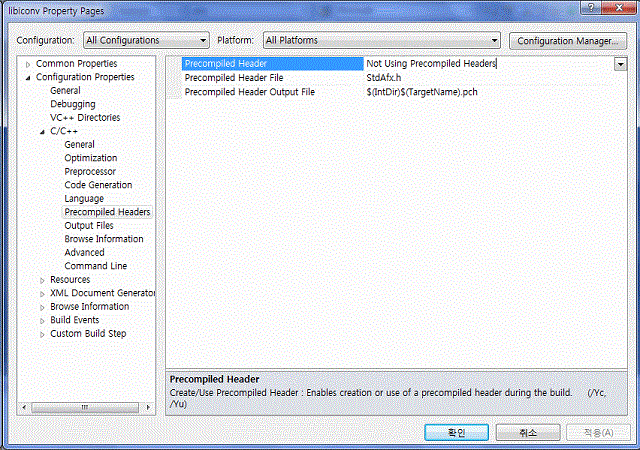 libIconv Property Pages
Configuration: All Configurations Platform: All Platforms Configuration Manager...
Common Properties
Configuration Properties
General
Debugging
VC++ Directories
C/C++
General
Optimization
Preprocessor
Code Generation
Language
Precompiled Headers
Output Files
Browse Information
Advanced
Command Line
Resources
XML Document Generator
Browse Information
Build Events
Custom Build Step
Precompiled Header Not Using Precompiled Headers
Precompiled Header File StdAfx.h
Precompiled Header Output File $(IntDir)$(TargetName).pch
Precompiled Header
Create/Use Precompiled Header : Enables creation or use of a precompiled header during the build. (/Yc,
/Yu)
확인 취소 적용(A)